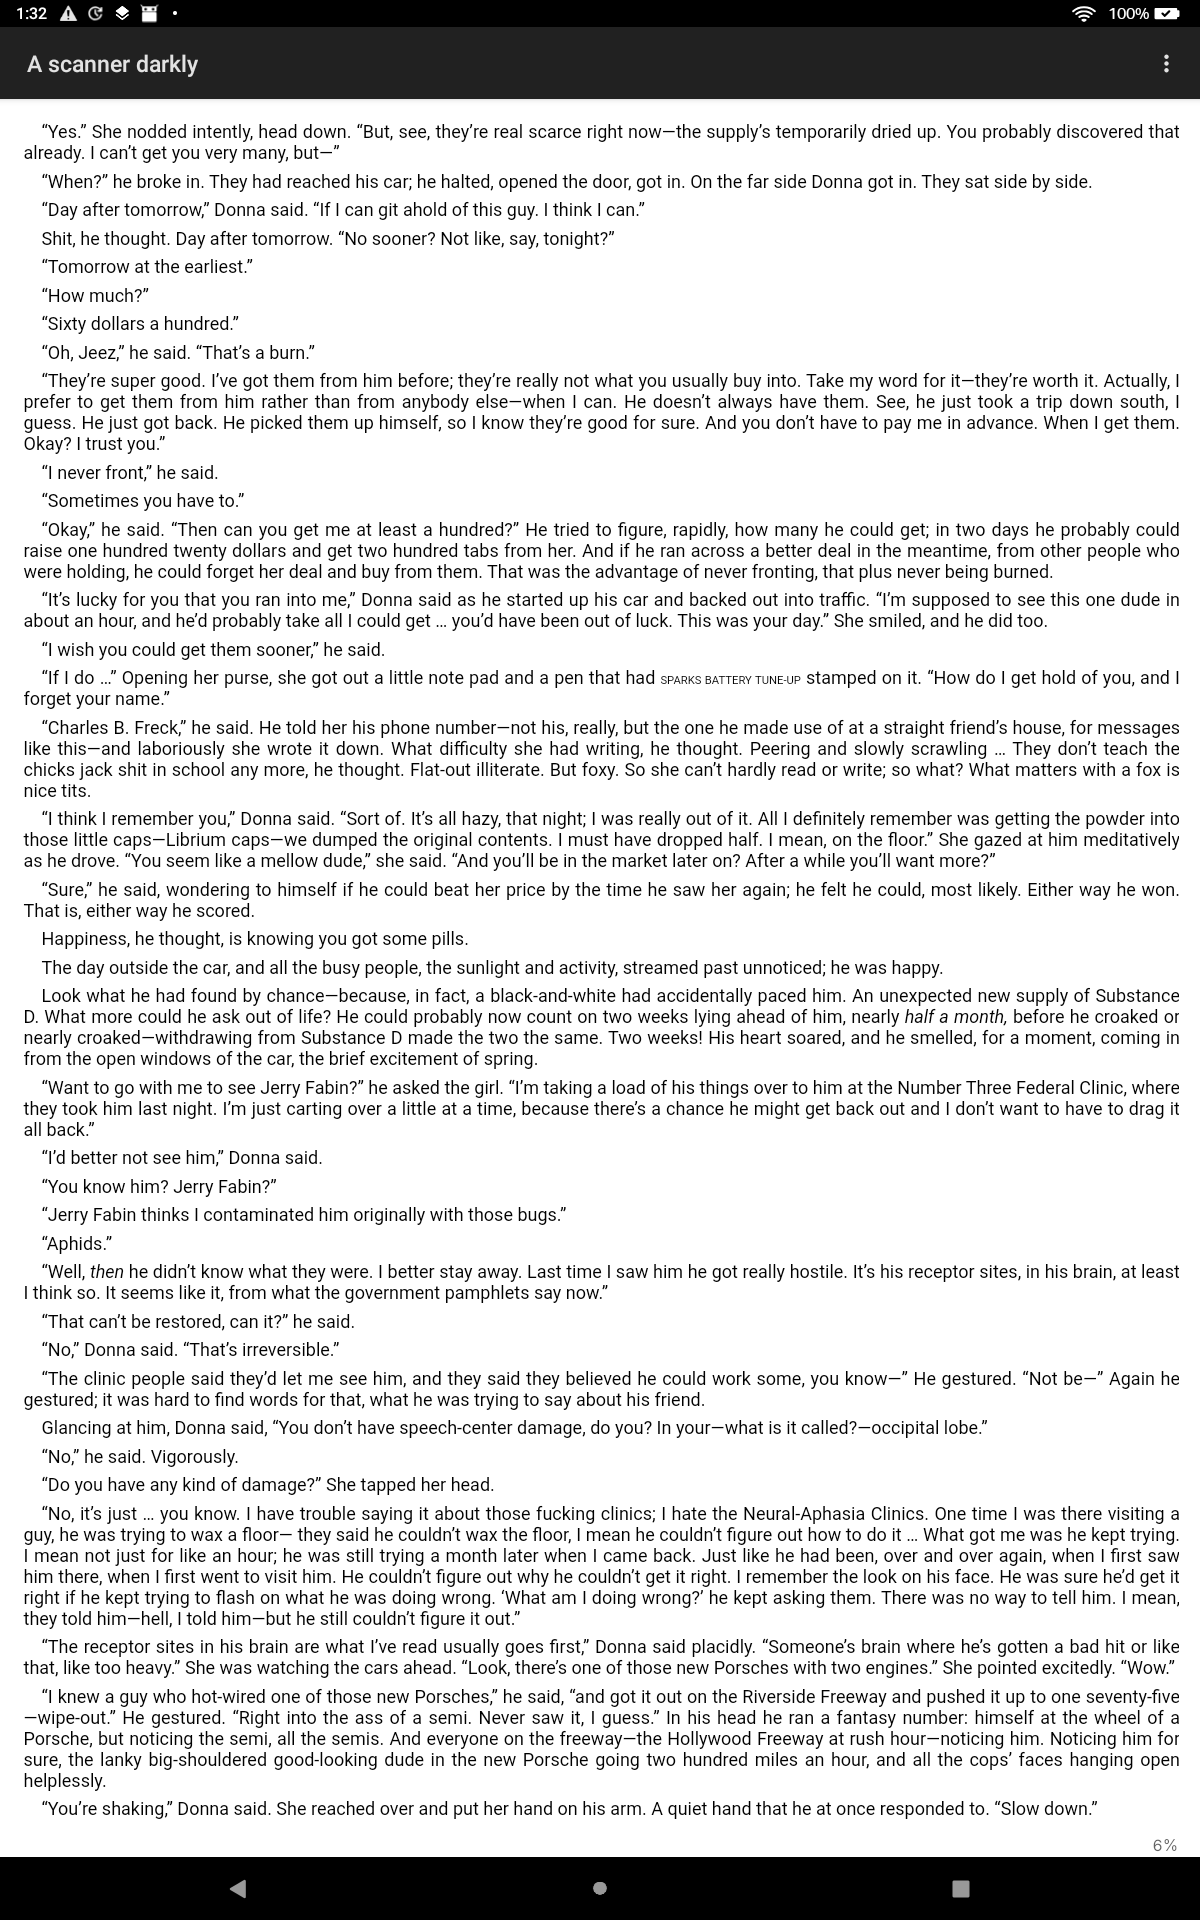 1:32
100%
A scanner darkly
“Yes.” She nodded intently, head down. “But, see, they’re real scarce right now—the supply’s temporarily dried up. You probably discovered that
already. I can’t get you very many, but—”
“When?” he broke in. They had reached his car; he halted, opened the door, got in. On the far side Donna got in. They sat side by side.
“Day after tomorrow,” Donna said. “If I can git ahold of this guy. I think I can.”
Shit, he thought. Day after tomorrow. “No sooner? Not like, say, tonight?”
“Tomorrow at the earliest.”
“How much?”
“Sixty dollars a hundred.”
“Oh, Jeez,” he said. “That’s a burn.”
“They’re super good. I’ve got them from him before; they’re really not what you usually buy into. Take my word for it—they’re worth it. Actually, I
prefer to get them from him rather than from anybody else—when I can. He doesn’t always have them. See, he just took a trip down south, I
guess. He just got back. He picked them up himself, so I know they’re good for sure. And you don’t have to pay me in advance. When I get them.
Okay? I trust you.”
“I never front,” he said.
“Sometimes you have to.”
“Okay,” he said. “Then can you get me at least a hundred?” He tried to figure, rapidly, how many he could get; in two days he probably could
raise one hundred twenty dollars and get two hundred tabs from her. And if he ran across a better deal in the meantime, from other people who
were holding, he could forget her deal and buy from them. That was the advantage of never fronting, that plus never being burned.
“It’s lucky for you that you ran into me,” Donna said as he started up his car and backed out into traffic. “I’m supposed to see this one dude in
about an hour, and he’d probably take all I could get … you’d have been out of luck. This was your day.” She smiled, and he did too.
“I wish you could get them sooner,” he said.
“If I do …” Opening her purse, she got out a little note pad and a pen that had SPARKS BATTERY TUNE-UP stamped on it. “How do I get hold of you, and I
forget your name.”
“Charles B. Freck,” he said. He told her his phone number—not his, really, but the one he made use of at a straight friend’s house, for messages
like this—and laboriously she wrote it down. What difficulty she had writing, he thought. Peering and slowly scrawling … They don’t teach the
chicks jack shit in school any more, he thought. Flat-out illiterate. But foxy. So she can’t hardly read or write; so what? What matters with a fox is
nice tits.
“I think I remember you,” Donna said. “Sort of. It’s all hazy, that night; I was really out of it. All I definitely remember was getting the powder into
those little caps—Librium caps—we dumped the original contents. I must have dropped half. I mean, on the floor.” She gazed at him meditatively
as he drove. “You seem like a mellow dude,” she said. “And you’ll be in the market later on? After a while you’ll want more?”
“Sure,” he said, wondering to himself if he could beat her price by the time he saw her again; he felt he could, most likely. Either way he won.
That is, either way he scored.
Happiness, he thought, is knowing you got some pills.
The day outside the car, and all the busy people, the sunlight and activity, streamed past unnoticed; he was happy.
Look what he had found by chance—because, in fact, a black-and-white had accidentally paced him. An unexpected new supply of Substance
D. What more could he ask out of life? He could probably now count on two weeks lying ahead of him, nearly half a month, before he croaked or
nearly croaked—withdrawing from Substance D made the two the same. Two weeks! His heart soared, and he smelled, for a moment, coming in
from the open windows of the car, the brief excitement of spring.
“Want to go with me to see Jerry Fabin?” he asked the girl. “I’m taking a load of his things over to him at the Number Three Federal Clinic, where
they took him last night. I’m just carting over a little at a time, because there’s a chance he might get back out and I don’t want to have to drag it
all back.”
“I’d better not see him,” Donna said.
“You know him? Jerry Fabin?”
“Jerry Fabin thinks I contaminated him originally with those bugs.”
“Aphids.”
“Well, then he didn’t know what they were. I better stay away. Last time I saw him he got really hostile. It’s his receptor sites, in his brain, at least
I think so. It seems like it, from what the government pamphlets say now.”
“That can’t be restored, can it?” he said.
“No,” Donna said. “That’s irreversible.”
“The clinic people said they’d let me see him, and they said they believed he could work some, you know—” He gestured. “Not be—” Again he
gestured; it was hard to find words for that, what he was trying to say about his friend.
Glancing at him, Donna said, “You don’t have speech-center damage, do you? In your—what is it called?—occipital lobe.”
“No,” he said. Vigorously.
“Do you have any kind of damage?” She tapped her head.
“No, it’s just … you know. I have trouble saying it about those fucking clinics; I hate the Neural-Aphasia Clinics. One time I was there visiting a
guy, he was trying to wax a floor— they said he couldn’t wax the floor, I mean he couldn’t figure out how to do it … What got me was he kept trying.
I mean not just for like an hour; he was still trying a month later when I came back. Just like he had been, over and over again, when I first saw
him there, when I first went to visit him. He couldn’t figure out why he couldn’t get it right. I remember the look on his face. He was sure he’d get it
right if he kept trying to flash on what he was doing wrong. ‘What am I doing wrong?’ he kept asking them. There was no way to tell him. I mean,
they told him—hell, I told him—but he still couldn’t figure it out.”
“The receptor sites in his brain are what I’ve read usually goes first,” Donna said placidly. “Someone’s brain where he’s gotten a bad hit or like
that, like too heavy.” She was watching the cars ahead. “Look, there’s one of those new Porsches with two engines.” She pointed excitedly. “Wow.”
“I knew a guy who hot-wired one of those new Porsches,” he said, “and got it out on the Riverside Freeway and pushed it up to one seventy-five
—wipe-out.” He gestured. “Right into the ass of a semi. Never saw it, I guess.” In his head he ran a fantasy number: himself at the wheel of a
Porsche, but noticing the semi, all the semis. And everyone on the freeway—the Hollywood Freeway at rush hour—noticing him. Noticing him for
sure, the lanky big-shouldered good-looking dude in the new Porsche going two hundred miles an hour, and all the cops’ faces hanging open
helplessly.
“You’re shaking,” Donna said. She reached over and put her hand on his arm. A quiet hand that he at once responded to. “Slow down.”
6%